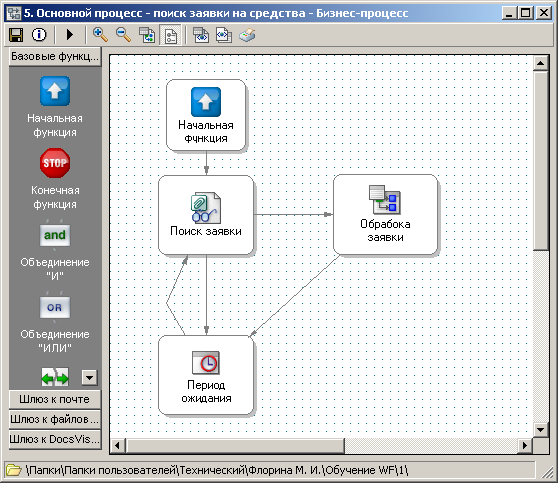 5. Основной процесс - поиск заявки на средства - Бизнес-процесс
Базовые функц...
Начальная
функция
STOP
Конечная
функция
and
Объединение
"И"
OR
Объединение
"ИЛИ"
Шлюз к почте
Шлюз к файлов...
Шлюз к DocsVis...
Начальная
функция
Поиск заявки
Обрабока
заявки
Период
ожидания
\Папки\Папки пользователей\Технический\Флорина М. И.\Обучение WF\1\